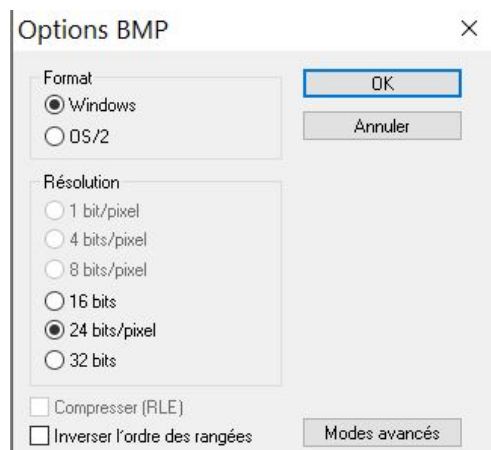 Options BMP
Format
Windows
OS/2
OK
Annuler
Résolution
1 bit/pixel
4 bits/pixel
8 bits/pixel
16 bits
24 bits/pixel
32 bits
Compresser (RLE)
Inverser l'ordre des rangées
Modes avancés